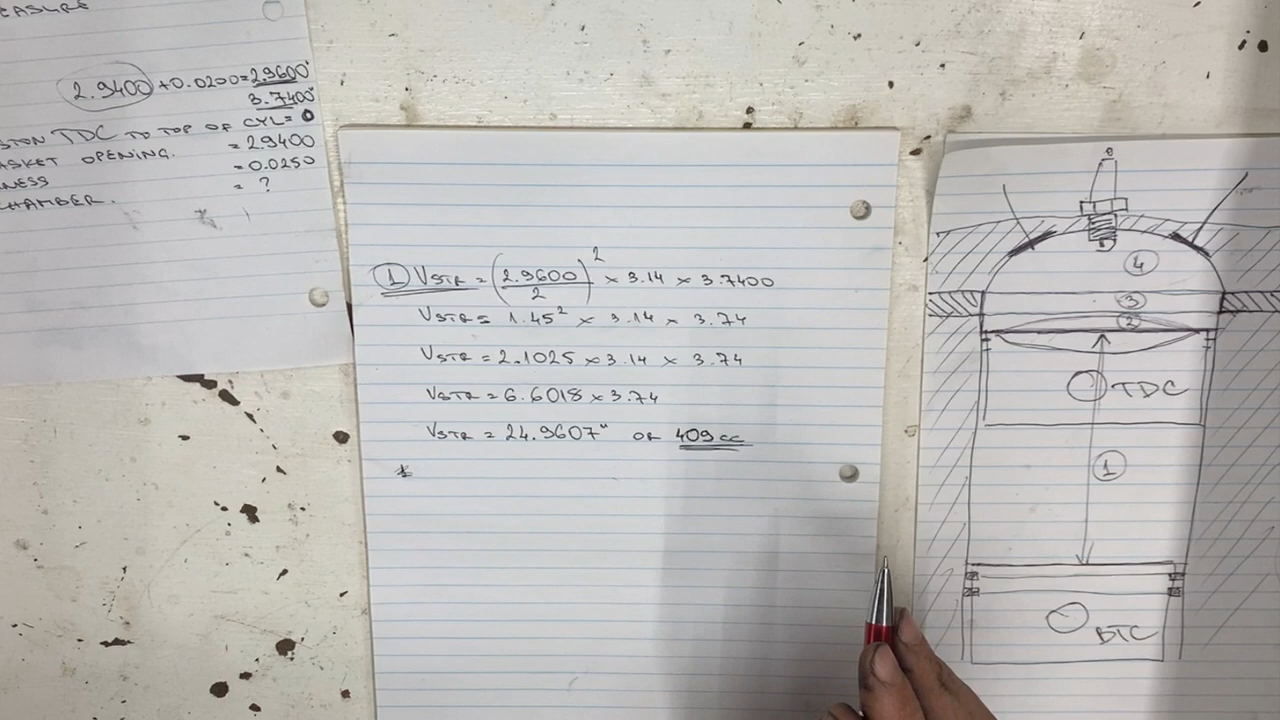 EASURE
2.9400 + 0.0200 = 2.9600"
3.7400"
STON TDC TO TOP OF CYL = 0
ASKET OPENING. = 2.9400
NESS = 0.0250
CHAMBER. = ?
1 VSTR = (2.9600/2)² × 3.14 × 3.7400
VSTR = 1.45² × 3.14 × 3.74
VSTR = 2.1025 × 3.14 × 3.74
VSTR = 6.6018 × 3.74
VSTR = 24.9607" OR 409cc
4
3
2
TDC
1
BTC